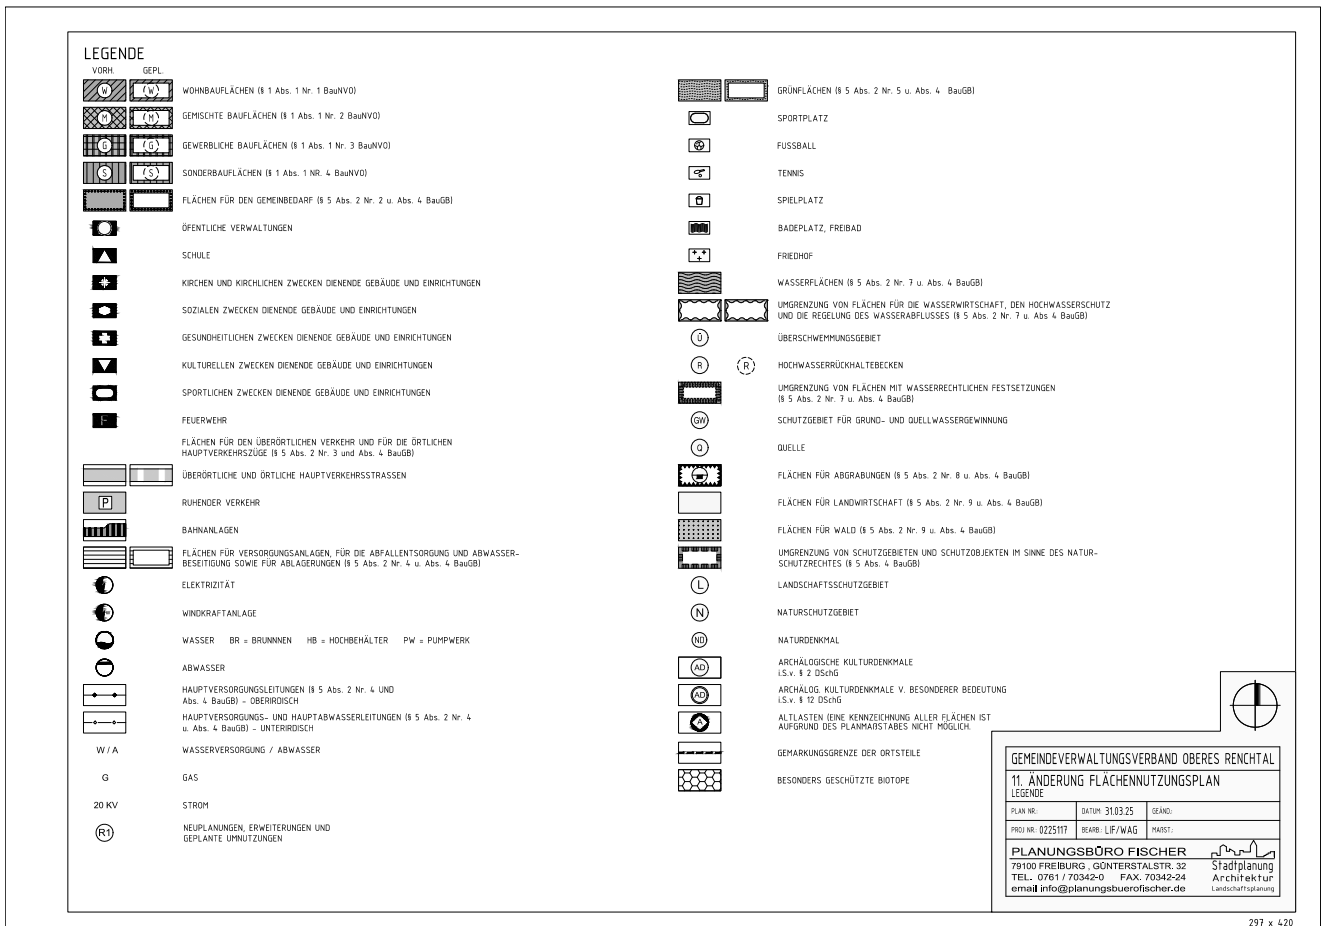 LEGENDE
VORH. GEPL.
W W WOHNBAUFLÄCHEN (§ 1 Abs. 1 Nr. 1 BauNVO)
M M GEMISCHTE BAUFLÄCHEN (§ 1 Abs. 1 Nr. 2 BauNVO)
G G GEWERBLICHE BAUFLÄCHEN (§ 1 Abs. 1 Nr. 3 BauNVO)
S S SONDERBAUFLÄCHEN (§ 1 Abs. 1 NR. 4 BauNVO)
FLÄCHEN FÜR DEN GEMEINBEDARF (§ 5 Abs. 2 Nr. 2 u. Abs. 4 BauGB)
ÖFENTLICHE VERWALTUNGEN
SCHULE
KIRCHEN UND KIRCHLICHEN ZWECKEN DIENENDE GEBÄUDE UND EINRICHTUNGEN
SOZIALEN ZWECKEN DIENENDE GEBÄUDE UND EINRICHTUNGEN
GESUNDHEITLICHEN ZWECKEN DIENENDE GEBÄUDE UND EINRICHTUNGEN
KULTURELLEN ZWECKEN DIENENDE GEBÄUDE UND EINRICHTUNGEN
SPORTLICHEN ZWECKEN DIENENDE GEBÄUDE UND EINRICHTUNGEN
F FEUERWEHR
FLÄCHEN FÜR DEN ÜBERÖRTLICHEN VERKEHR UND FÜR DIE ÖRTLICHEN
HAUPTVERKEHRSZÜGE (§ 5 Abs. 2 Nr. 3 und Abs. 4 BauGB)
ÜBERÖRTLICHE UND ÖRTLICHE HAUPTVERKEHRSSTRASSEN
P RUHENDER VERKEHR
BAHNANLAGEN
FLÄCHEN FÜR VERSORGUNGSANLAGEN, FÜR DIE ABFALLENTSORGUNG UND ABWASSER-
BESEITIGUNG SOWIE FÜR ABLAGERUNGEN (§ 5 Abs. 2 Nr. 4 u. Abs. 4 BauGB)
ELEKTRIZITÄT
WINDKRAFTANLAGE
WASSER BR = BRUNNNEN HB = HOCHBEHÄLTER PW = PUMPWERK
ABWASSER
HAUPTVERSORGUNGSLEITUNGEN (§ 5 Abs. 2 Nr. 4 UND
Abs. 4 BauGB) - OBERIRDISCH
HAUPTVERSORGUNGS- UND HAUPTABWASSERLEITUNGEN (§ 5 Abs. 2 Nr. 4
u. Abs. 4 BauGB) - UNTERIRDISCH
W / A WASSERVERSORGUNG / ABWASSER
G GAS
20 KV STROM
R1 NEUPLANUNGEN, ERWEITERUNGEN UND
GEPLANTE UMNUTZUNGEN
GRÜNFLÄCHEN (§ 5 Abs. 2 Nr. 5 u. Abs. 4 BauGB)
SPORTPLATZ
FUSSBALL
TENNIS
SPIELPLATZ
BADEPLATZ, FREIBAD
FRIEDHOF
WASSERFLÄCHEN (§ 5 Abs. 2 Nr. 7 u. Abs. 4 BauGB)
UMGRENZUNG VON FLÄCHEN FÜR DIE WASSERWIRTSCHAFT, DEN HOCHWASSERSCHUTZ
UND DIE REGELUNG DES WASSERABFLUSSES (§ 5 Abs. 2 Nr. 7 u. Abs 4 BauGB)
Ü ÜBERSCHWEMMUNGSGEBIET
R R HOCHWASSERRÜCKHALTEBECKEN
UMGRENZUNG VON FLÄCHEN MIT WASSERRECHTLICHEN FESTSETZUNGEN
(§ 5 Abs. 2 Nr. 7 u. Abs. 4 BauGB)
GW SCHUTZGEBIET FÜR GRUND- UND QUELLWASSERGEWINNUNG
Q QUELLE
FLÄCHEN FÜR ABGRABUNGEN (§ 5 Abs. 2 Nr. 8 u. Abs. 4 BauGB)
FLÄCHEN FÜR LANDWIRTSCHAFT (§ 5 Abs. 2 Nr. 9 u. Abs. 4 BauGB)
FLÄCHEN FÜR WALD (§ 5 Abs. 2 Nr. 9 u. Abs. 4 BauGB)
UMGRENZUNG VON SCHUTZGEBIETEN UND SCHUTZOBJEKTEN IM SINNE DES NATUR-
SCHUTZRECHTES (§ 5 Abs. 4 BauGB)
L LANDSCHAFTSSCHUTZGEBIET
N NATURSCHUTZGEBIET
ND NATURDENKMAL
AD ARCHÄLOGISCHE KULTURDENKMALE
i.S.v. § 2 DSchG
AD ARCHÄLOG. KULTURDENKMALE V. BESONDERER BEDEUTUNG
i.S.v. § 12 DSchG
A ALTLASTEN (EINE KENNZEICHNUNG ALLER FLÄCHEN IST
AUFGRUND DES PLANMAßSTABES NICHT MÖGLICH.
GEMARKUNGSGRENZE DER ORTSTEILE
BESONDERS GESCHÜTZTE BIOTOPE
GEMEINDEVERWALTUNGSVERBAND OBERES RENCHTAL
11. ÄNDERUNG FLÄCHENNUTZUNGSPLAN
LEGENDE
PLAN NR.: DATUM: 31.03.25 GEÄND.:
PROJ NR.: 0225117 BEARB.: LIF/WAG MAßST.:
PLANUNGSBÜRO FISCHER
79100 FREIBURG , GÜNTERSTALSTR. 32
TEL. 0761 / 70342-0 FAX. 70342-24
email info@planungsbuerofischer.de
Stadtplanung
Architektur
Landschaftsplanung
297 x 420